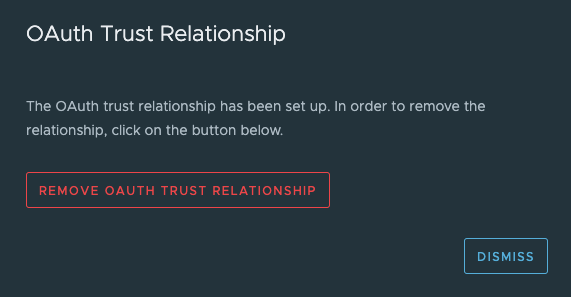 OAuth Trust Relationship
The OAuth trust relationship has been set up. In order to remove the
relationship, click on the button below.
REMOVE OAUTH TRUST RELATIONSHIP
DISMISS